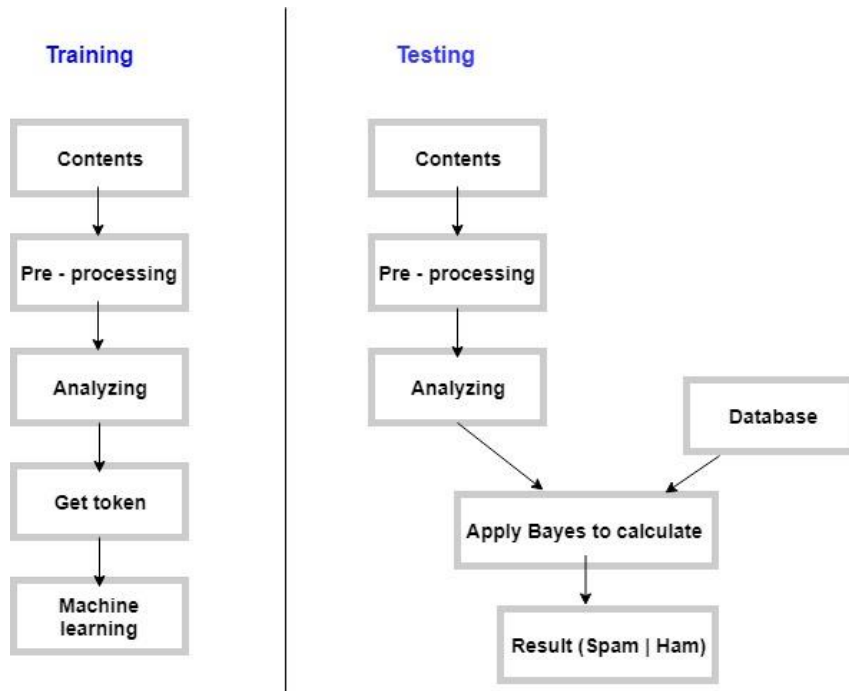 Training
Contents
Pre - processing
Analyzing
Get token
Machine
learning
Testing
Contents
Pre - processing
Analyzing
Database
Apply Bayes to calculate
Result (Spam | Ham)